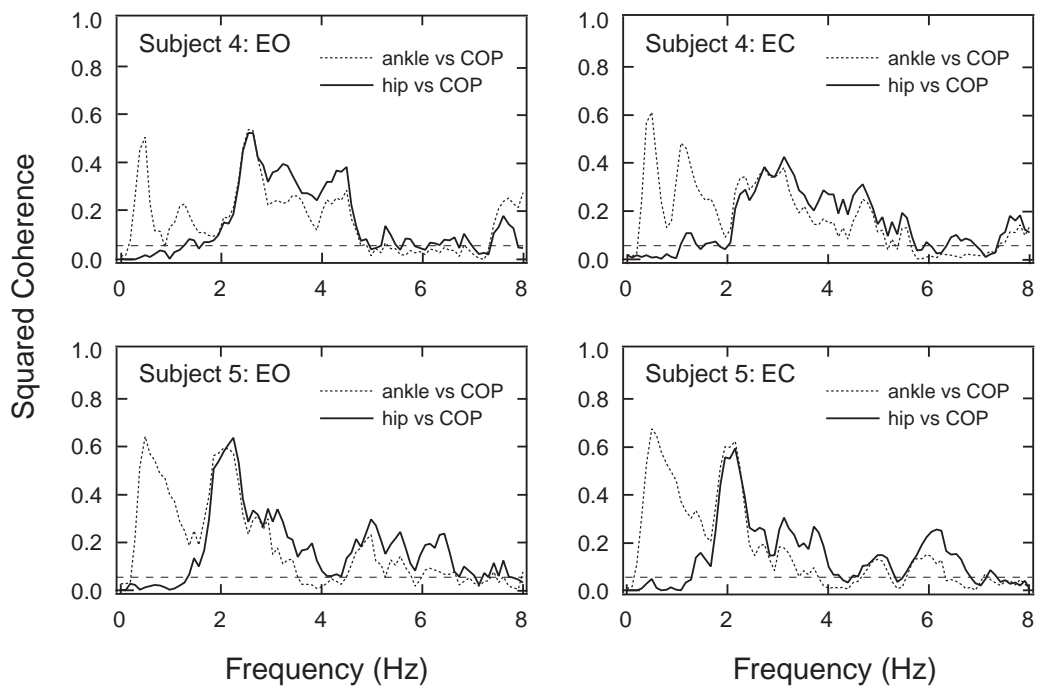 Squared Coherence
Subject 4: EO
ankle vs COP
hip vs COP
1.0
0.8
0.6
0.4
0.2
0.0
0 2 4 6 8
Subject 4: EC
ankle vs COP
hip vs COP
1.0
0.8
0.6
0.4
0.2
0.0
0 2 4 6 8
Subject 5: EO
ankle vs COP
hip vs COP
1.0
0.8
0.6
0.4
0.2
0.0
0 2 4 6 8
Frequency (Hz)
Subject 5: EC
ankle vs COP
hip vs COP
1.0
0.8
0.6
0.4
0.2
0.0
0 2 4 6 8
Frequency (Hz)